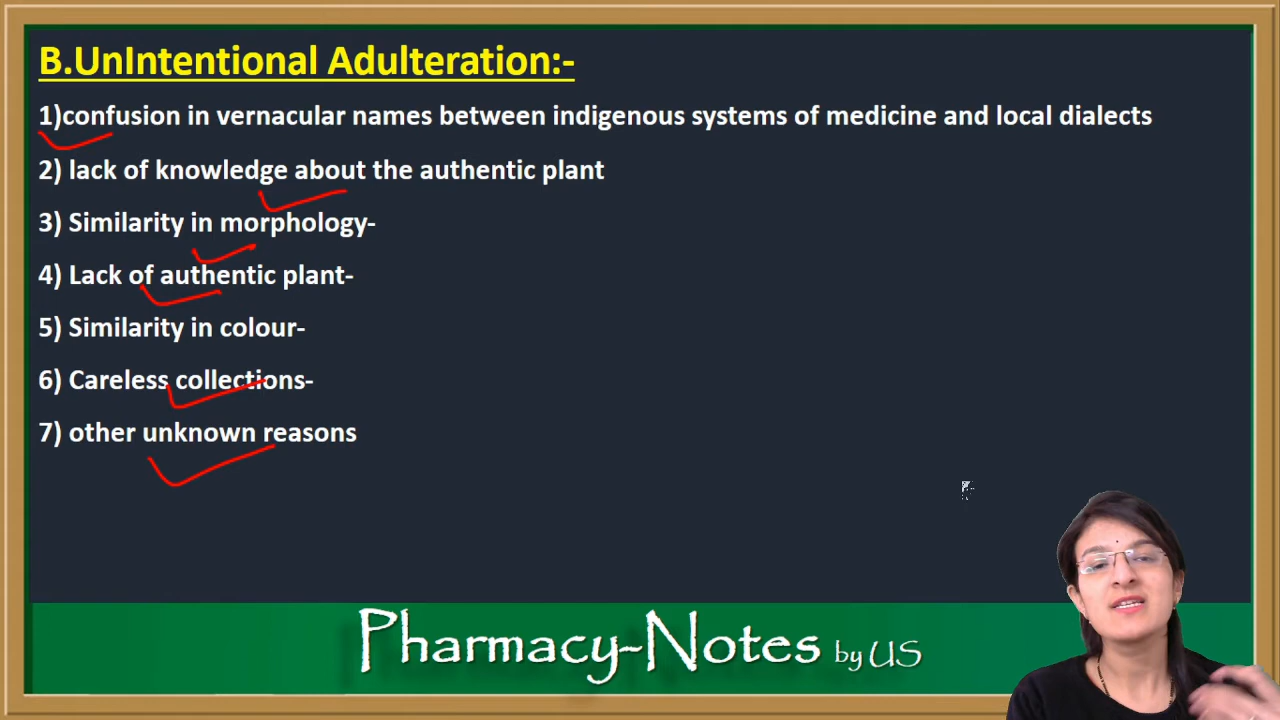 B.UnIntentional Adulteration:-
1)confusion in vernacular names between indigenous systems of medicine and local dialects
2) lack of knowledge about the authentic plant
3) Similarity in morphology-
4) Lack of authentic plant-
5) Similarity in colour-
6) Careless collections-
7) other unknown reasons
Pharmacy-Notes by US